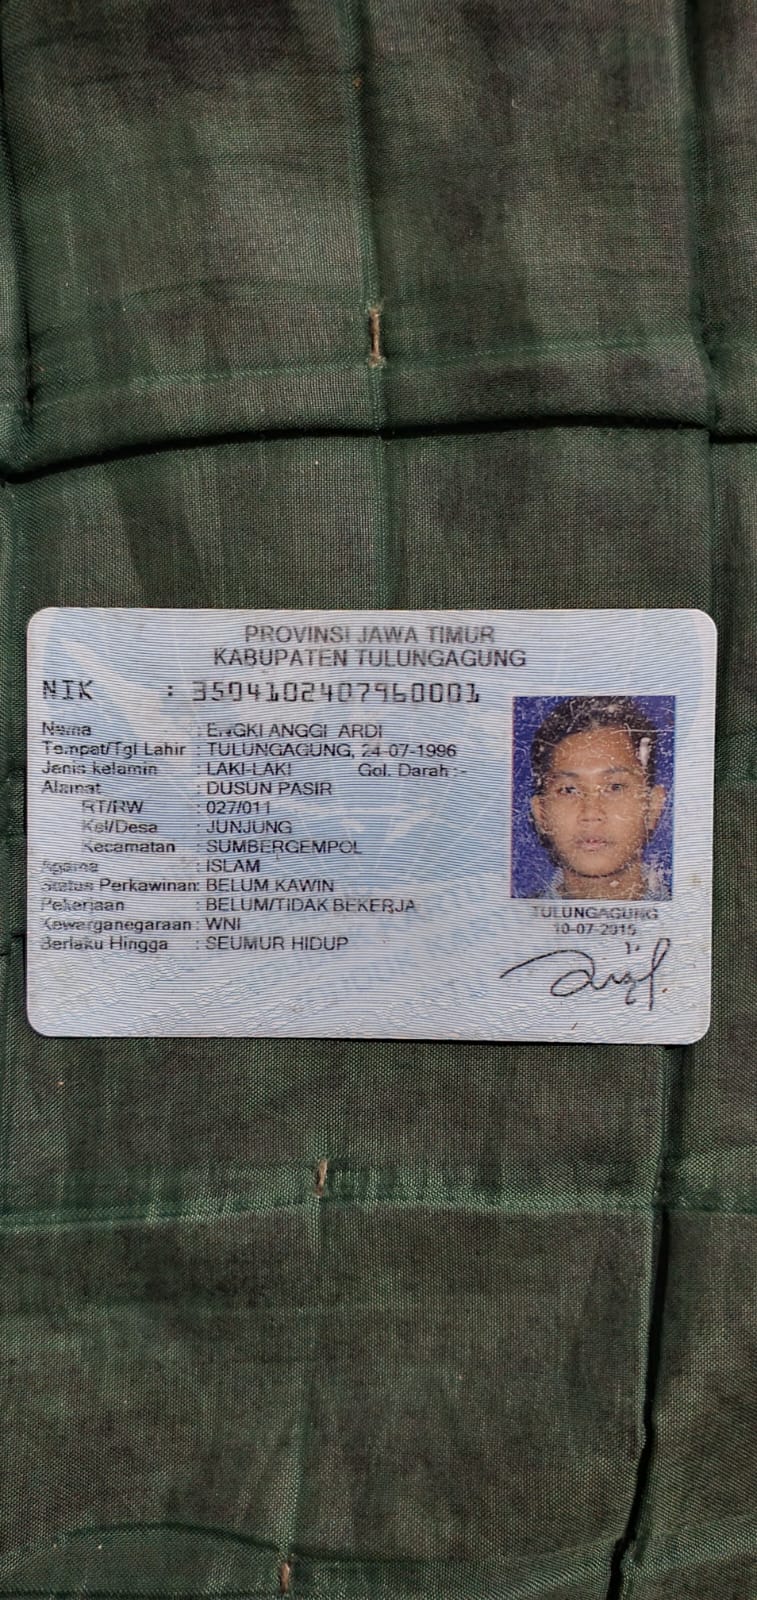 PROVINSI JAWA TIMUR
KABUPATEN TULUNGAGUNG
NIK : 3504102407960001
Nama : ENGKI ANGGI ARDI
Tempat/Tgl Lahir : TULUNGAGUNG, 24-07-1996
Jenis kelamin : LAKI-LAKI Gol. Darah :-
Alamat : DUSUN PASIR
RT/RW : 027/011
Kel/Desa : JUNJUNG
Kecamatan : SUMBERGEMPOL
Agama : ISLAM
Status Perkawinan: BELUM KAWIN
Pekerjaan : BELUM/TIDAK BEKERJA
Kewarganegaraan : WNI
Berlaku Hingga : SEUMUR HIDUP
TULUNGAGUNG
10-07-2015